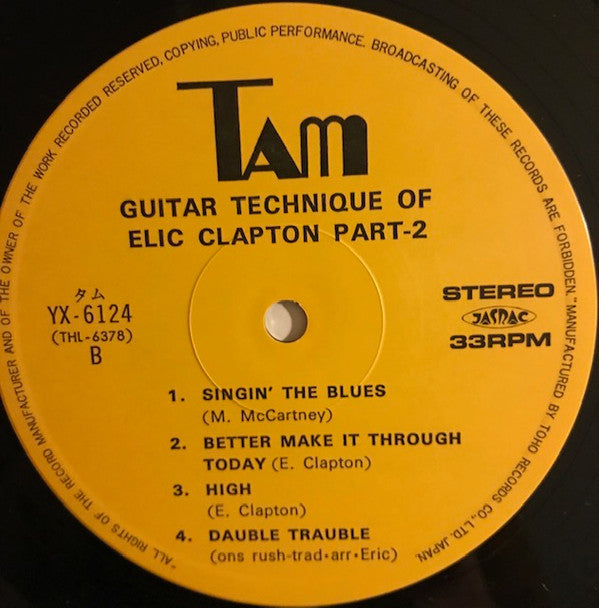 "ALL RIGHTS OF THE RECORD MANUFACTURER AND OF THE OWNER OF THE WORK RECORDED RESERVED, COPYING, PUBLIC PERFORMANCE. BROADCASTING OF THESE RECORDS ARE FORBIDDEN." MANUFACTURED BY TOHO RECORDS CO., LTD. JAPAN.
TAM
GUITAR TECHNIQUE OF
ELIC CLAPTON PART-2
タム
YX-6124
(THL-6378)
B
STEREO
JASRAC
33RPM
1. SINGIN' THE BLUES
(M. McCartney)
2. BETTER MAKE IT THROUGH
TODAY (E. Clapton)
3. HIGH
(E. Clapton)
4. DAUBLE TRAUBLE
(ons rush-trad•arr•Eric)